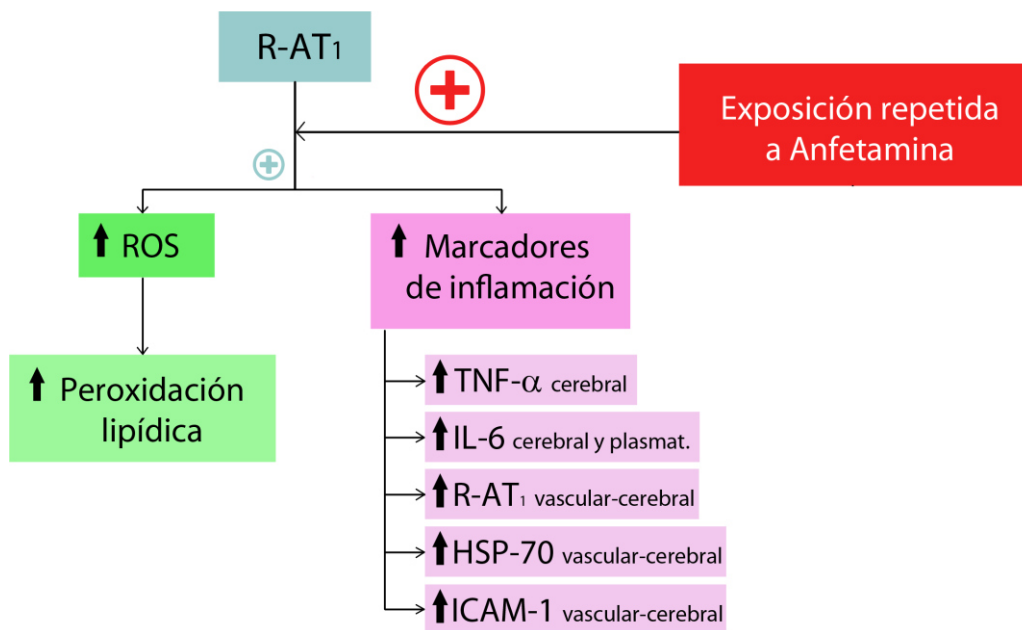 R-AT₁
Exposición repetida
a Anfetamina
ROS
Marcadores
de inflamación
Peroxidación
lipídica
TNF-α cerebral
IL-6 cerebral y plasmat.
R-AT₁ vascular-cerebral
HSP-70 vascular-cerebral
ICAM-1 vascular-cerebral